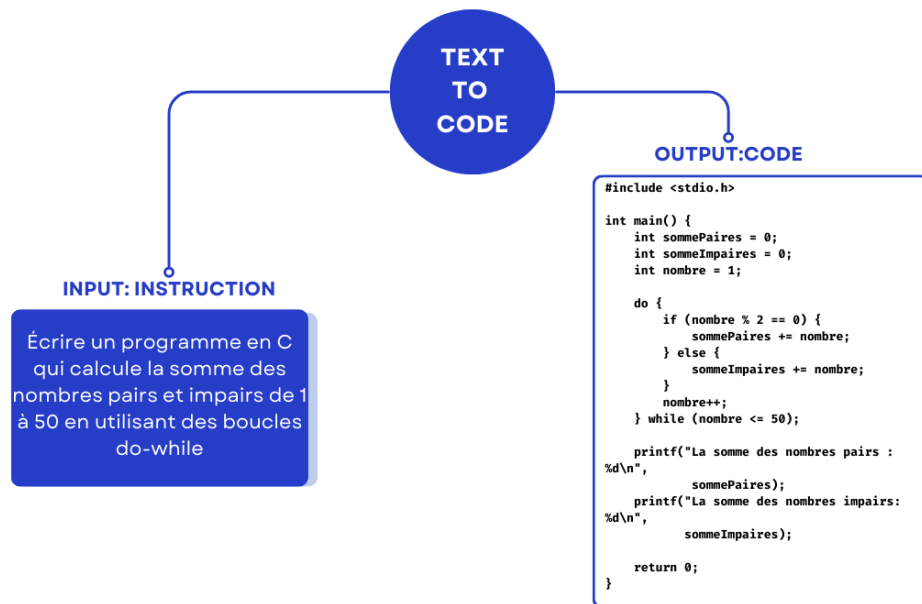 TEXT
TO
CODE
INPUT: INSTRUCTION
Écrire un programme en C
qui calcule la somme des
nombres pairs et impairs de 1
à 50 en utilisant des boucles
do-while
OUTPUT:CODE
#include <stdio.h>
int main() {
    int sommePaires = 0;
    int sommeImpaires = 0;
    int nombre = 1;
    do {
        if (nombre % 2 == 0) {
            sommePaires += nombre;
        } else {
            sommeImpaires += nombre;
        }
        nombre++;
    } while (nombre <= 50);
    printf("La somme des nombres pairs :
%d\n",
            sommePaires);
    printf("La somme des nombres impairs:
%d\n",
           sommeImpaires);
    return 0;
}